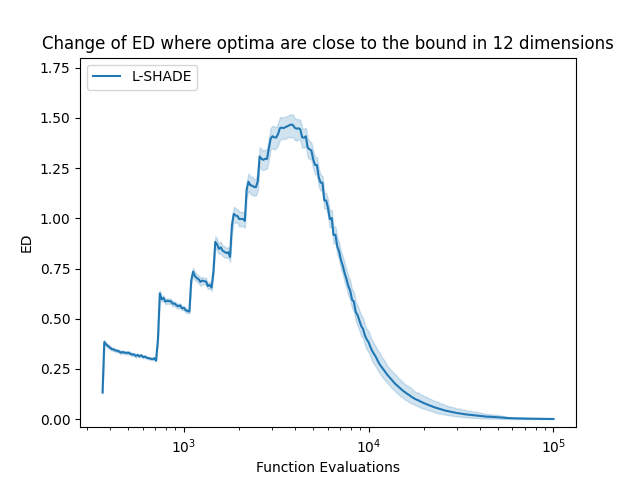 Change of ED where optima are close to the bound in 12 dimensions
L-SHADE
1.75
1.50
1.25
1.00
0.75
0.50
0.25
0.00
ED
10³
10⁴
10⁵
Function Evaluations